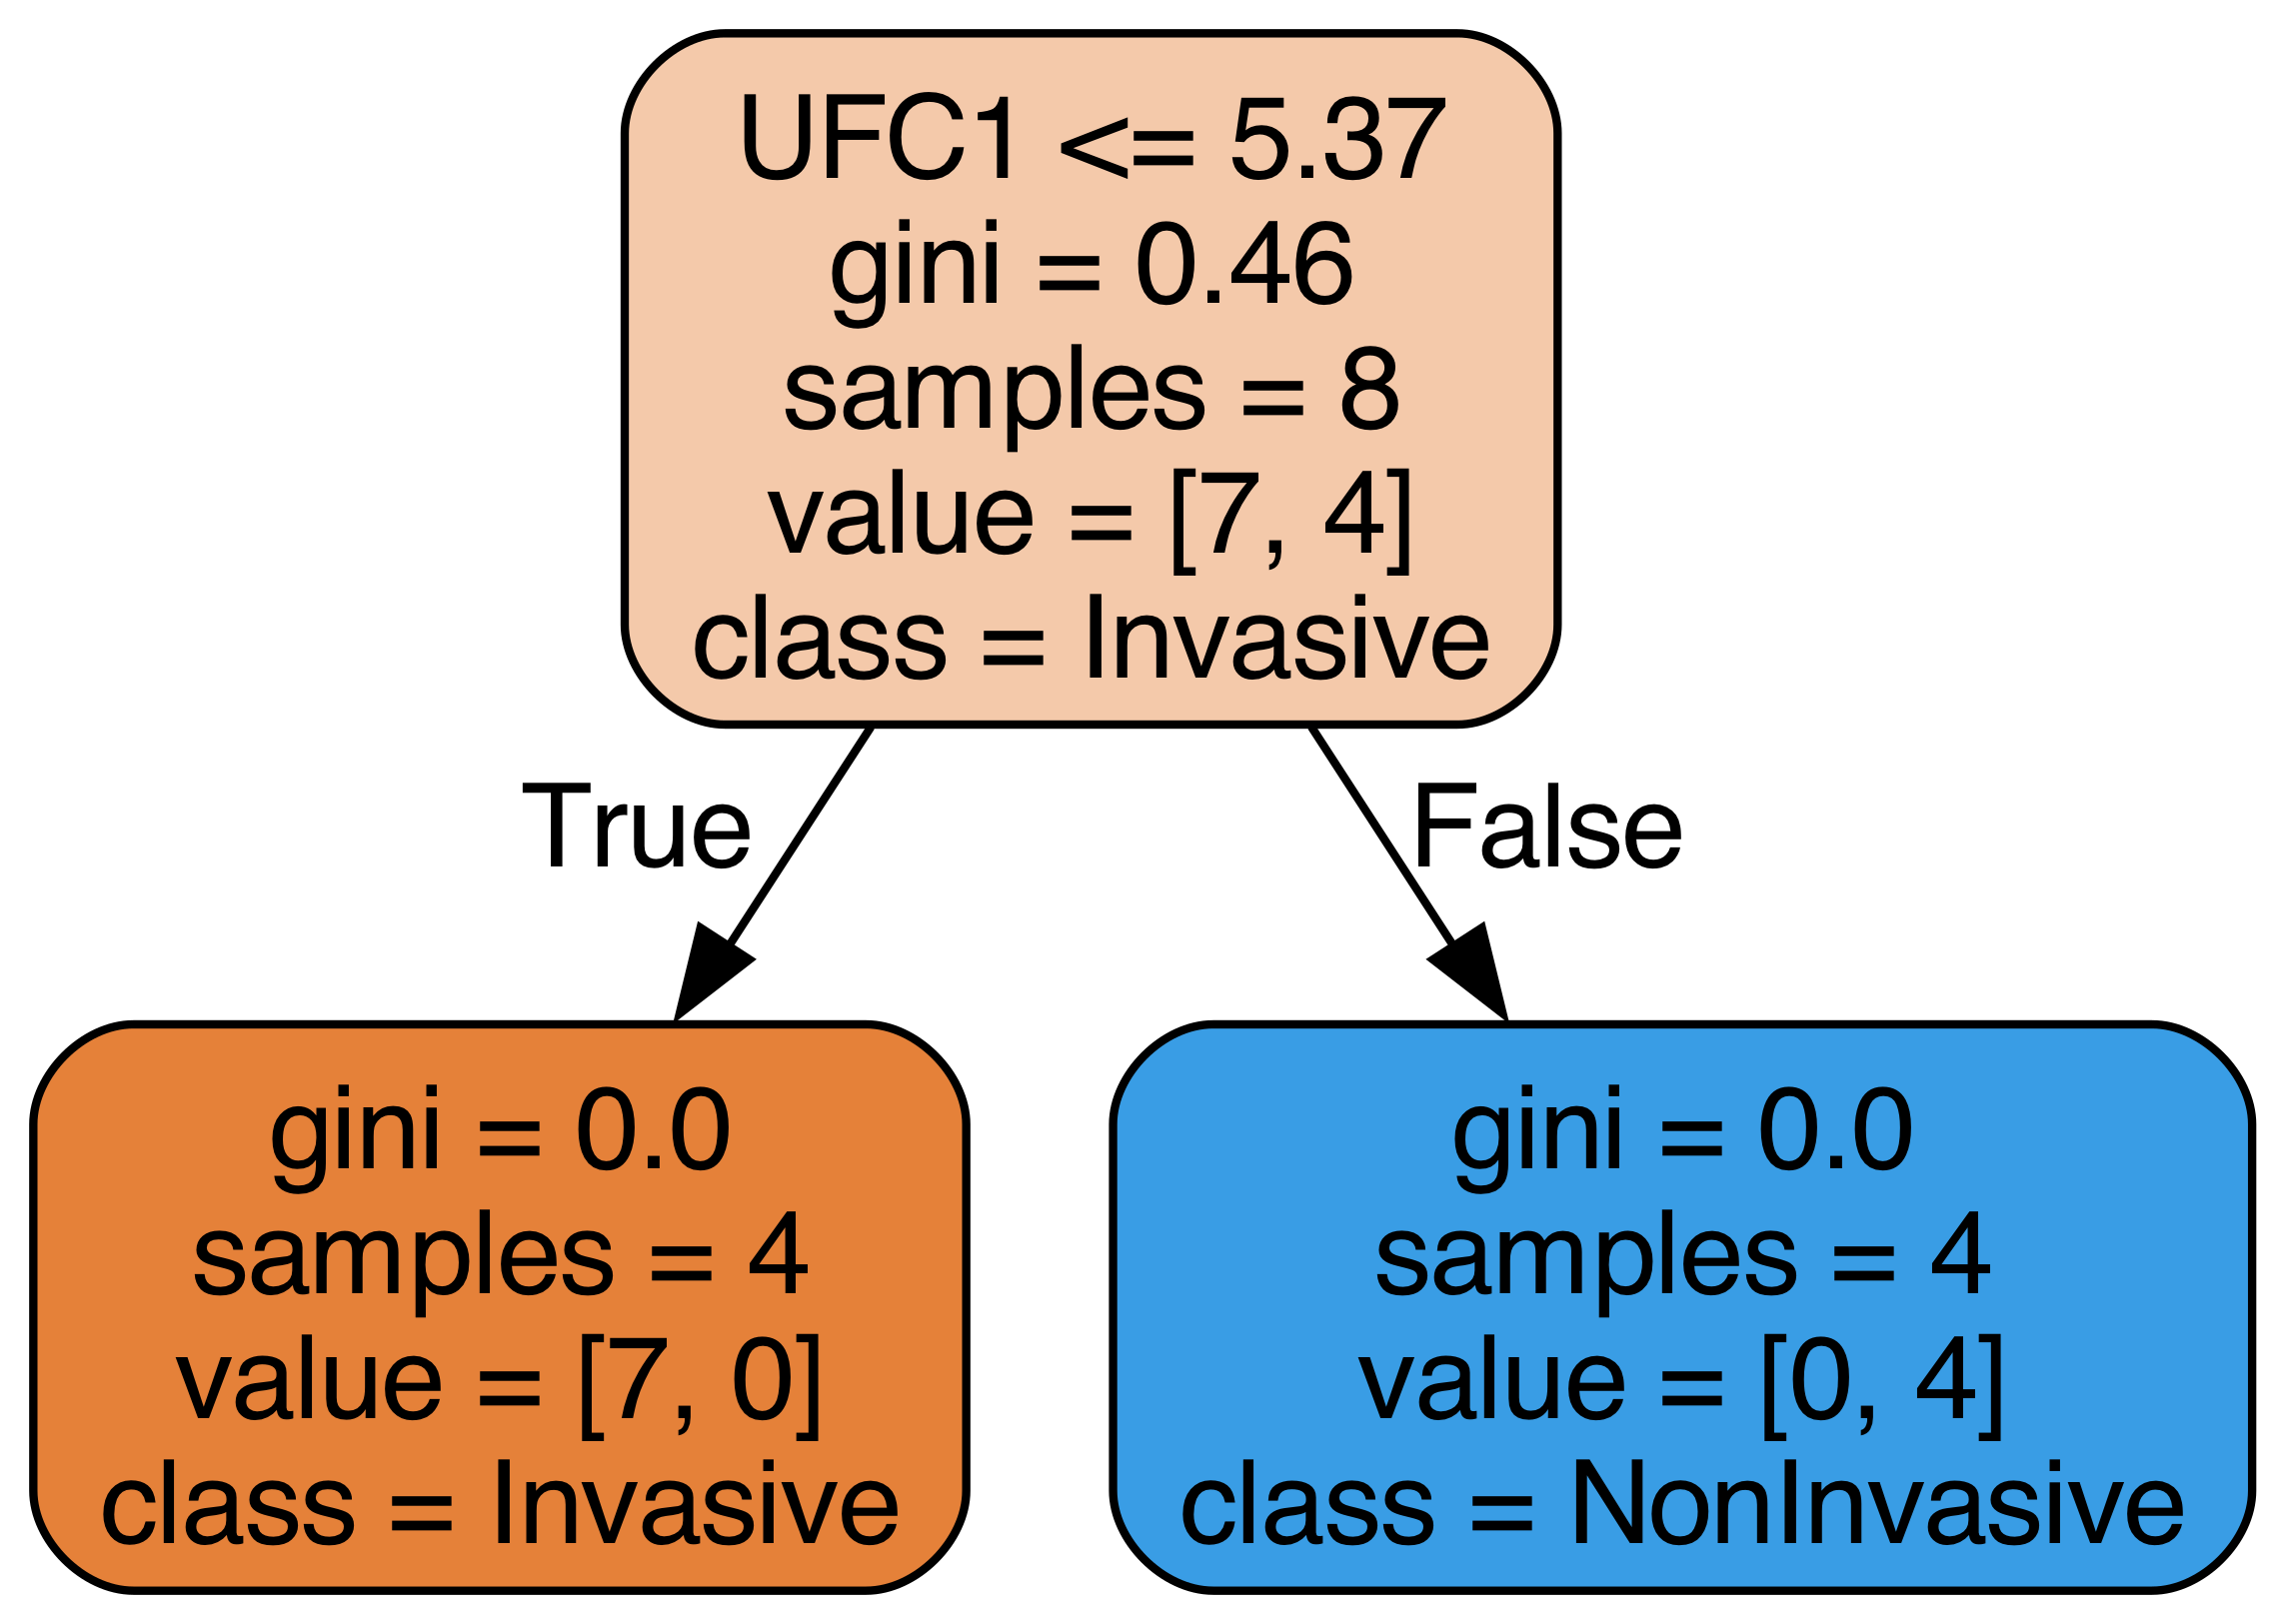 UFC1 <= 5.37
gini = 0.46
samples = 8
value = [7, 4]
class = Invasive
True
False
gini = 0.0
samples = 4
value = [7, 0]
class = Invasive
gini = 0.0
samples = 4
value = [0, 4]
class = NonInvasive